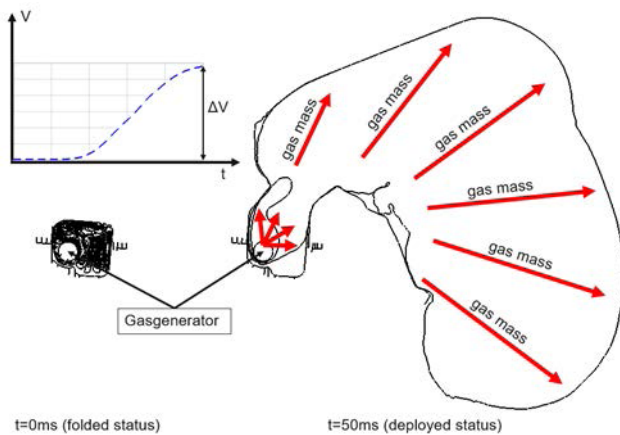 V
ΔV
t
gas mass
gas mass
gas mass
gas mass
gas mass
gas mass
Gasgenerator
t=0ms (folded status)
t=50ms (deployed status)